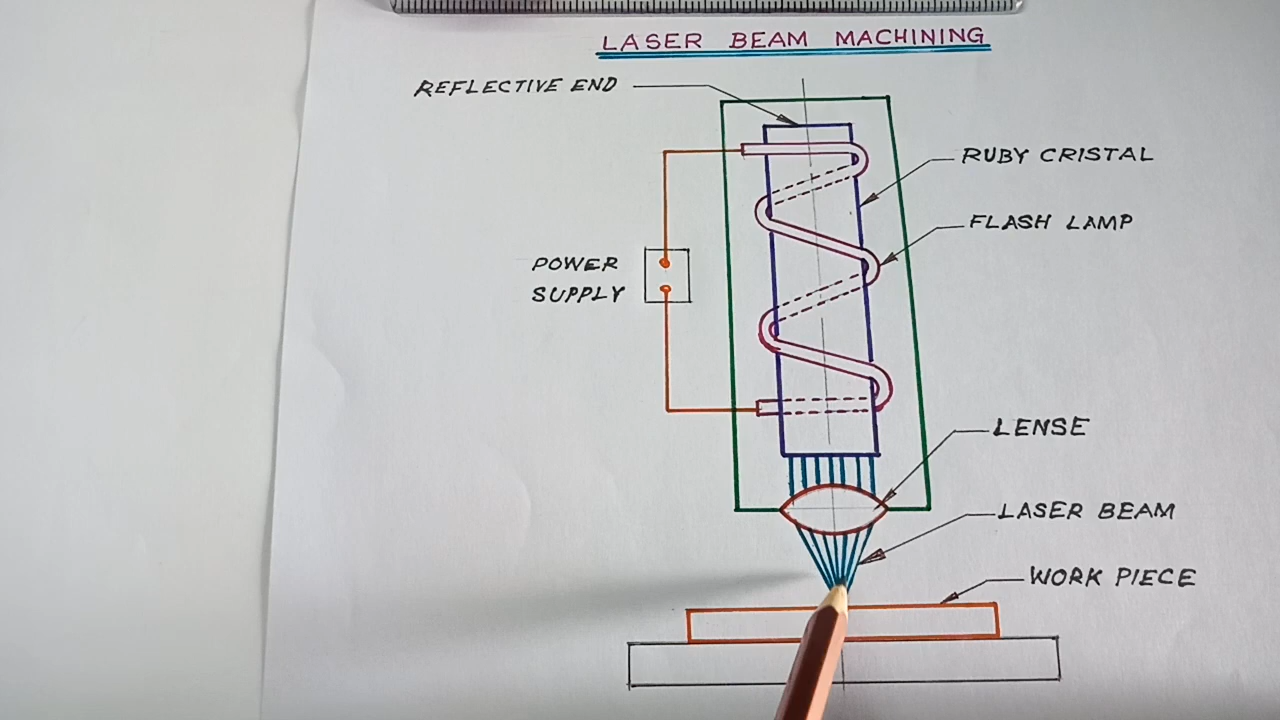 LASER BEAM MACHINING
REFLECTIVE END
RUBY CRISTAL
FLASH LAMP
POWER
SUPPLY
LENSE
LASER BEAM
WORK PIECE